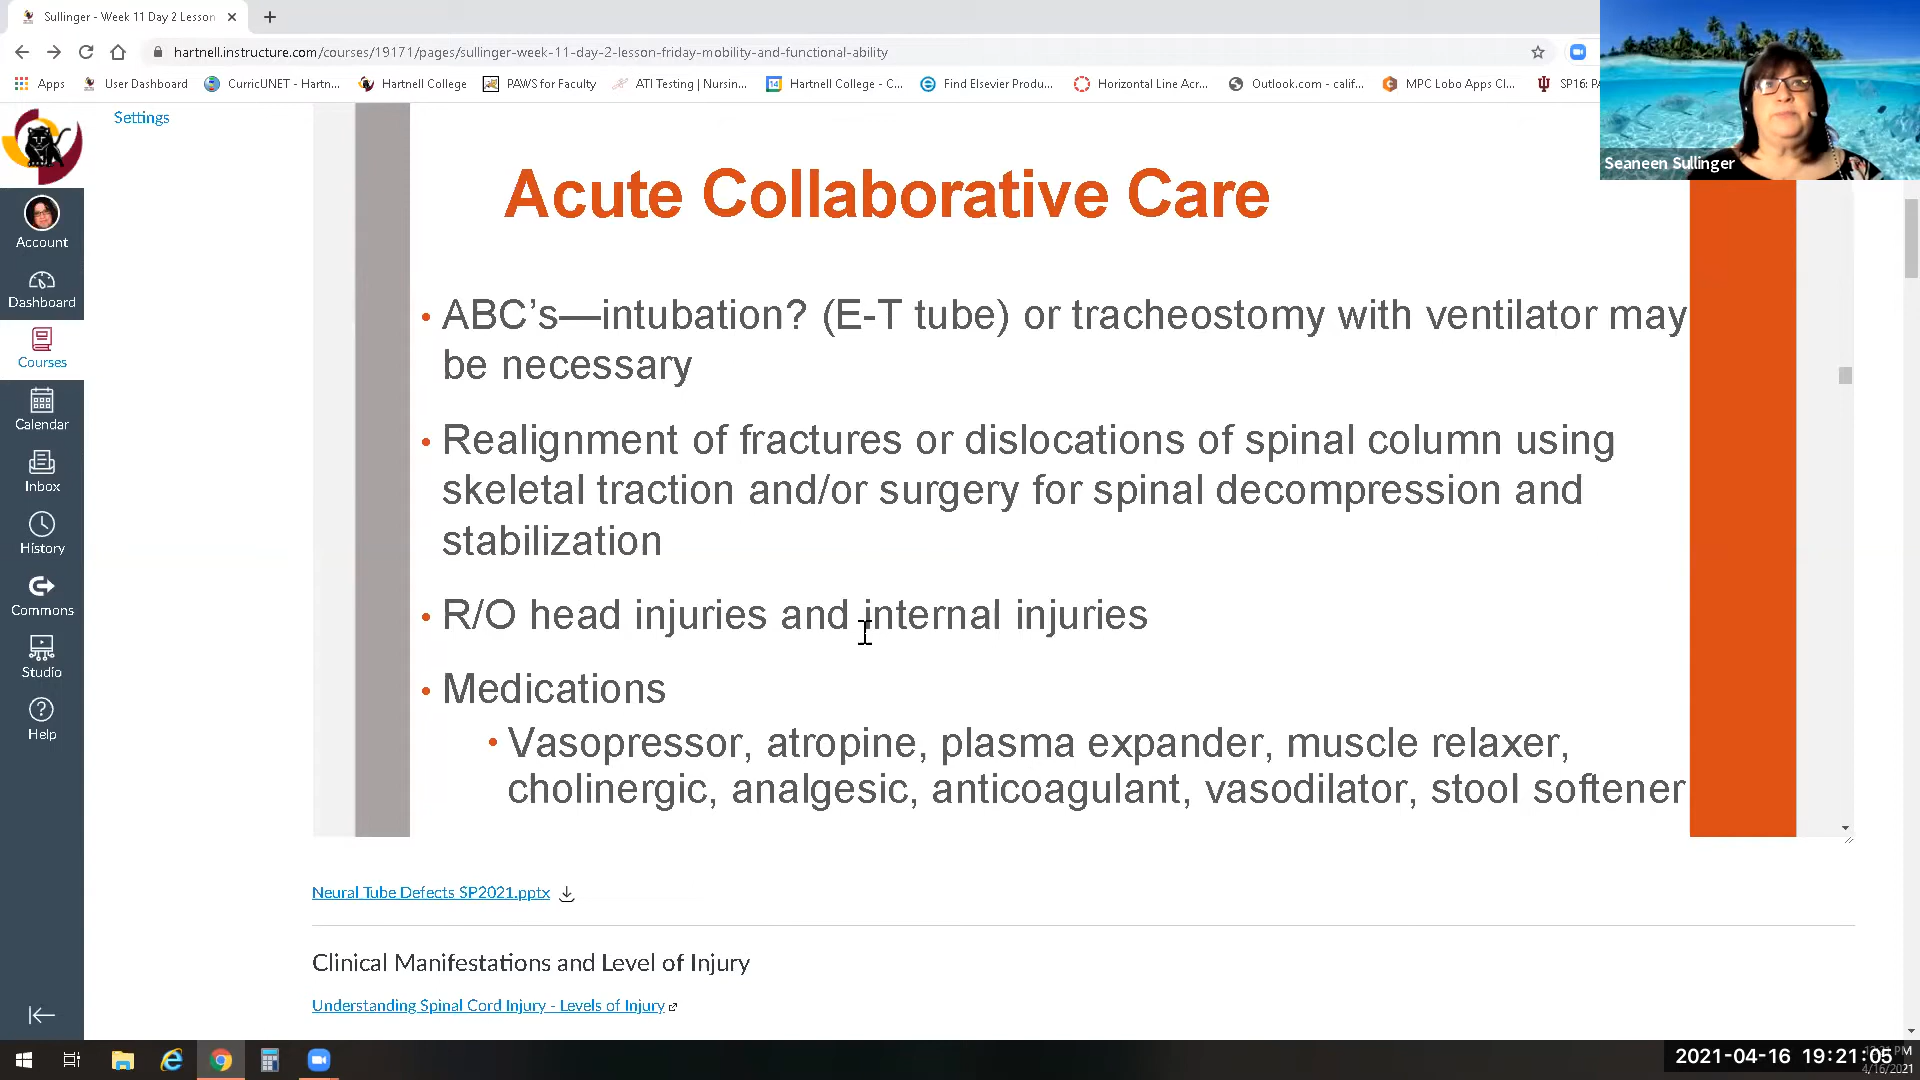 Sullinger - Week 11 Day 2 Lesson
hartnell.instructure.com/courses/19171/pages/sullinger-week-11-day-2-lesson-friday-mobility-and-functional-ability
Apps User Dashboard CurricUNET - Hartn... Hartnell College PAWS for Faculty ATI Testing | Nursin... Hartnell College - C... Find Elsevier Produ... Horizontal Line Acr... Outlook.com - calif... MPC Lobo Apps Cl... SP16:
Seaneen Sullinger
Settings
Account
Dashboard
Courses
Calendar
Inbox
History
Commons
Studio
Help
Acute Collaborative Care
• ABC’s—intubation? (E-T tube) or tracheostomy with ventilator may
be necessary
• Realignment of fractures or dislocations of spinal column using
skeletal traction and/or surgery for spinal decompression and
stabilization
• R/O head injuries and internal injuries
• Medications
• Vasopressor, atropine, plasma expander, muscle relaxer,
cholinergic, analgesic, anticoagulant, vasodilator, stool softener
Neural Tube Defects SP2021.pptx
Clinical Manifestations and Level of Injury
Understanding Spinal Cord Injury - Levels of Injury
2021-04-16 19:21:05
4/16/2021